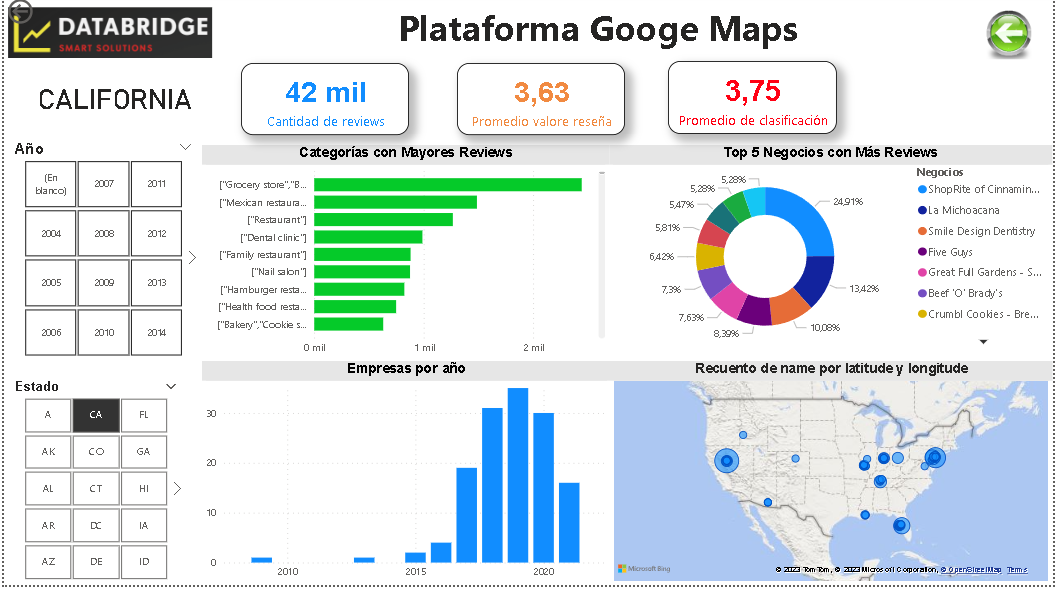 DATABRIDGE
SMART SOLUTIONS
Plataforma Googe Maps
CALIFORNIA
42 mil
Cantidad de reviews
3,63
Promedio valore reseña
3,75
Promedio de clasificación
Año
(En blanco) 2007 2011
2004 2008 2012
2005 2009 2013
2006 2010 2014
Estado
A CA FL
AK CO GA
AL CT HI
AR DC IA
AZ DE ID
Categorías con Mayores Reviews
["Grocery store","B...
["Mexican restaura...
["Restaurant"]
["Dental clinic"]
["Family restaurant"]
["Nail salon"]
["Hamburger resta...
["Health food resta...
["Bakery","Cookie s...
0 mil 1 mil 2 mil
Top 5 Negocios con Más Reviews
24,91%
13,42%
10,08%
8,39%
7,63%
7,3%
6,42%
5,81%
5,47%
5,28%
5,28%
Negocios
ShopRite of Cinnamin...
La Michoacana
Smile Design Dentistry
Five Guys
Great Full Gardens - S...
Beef 'O' Brady's
Crumbl Cookies - Bre...
Empresas por año
30
20
10
0
2010 2015 2020
Recuento de name por latitude y longitude
Microsoft Bing
© 2023 TomTom, © 2023 Microsoft Corporation, © OpenStreetMap Terms